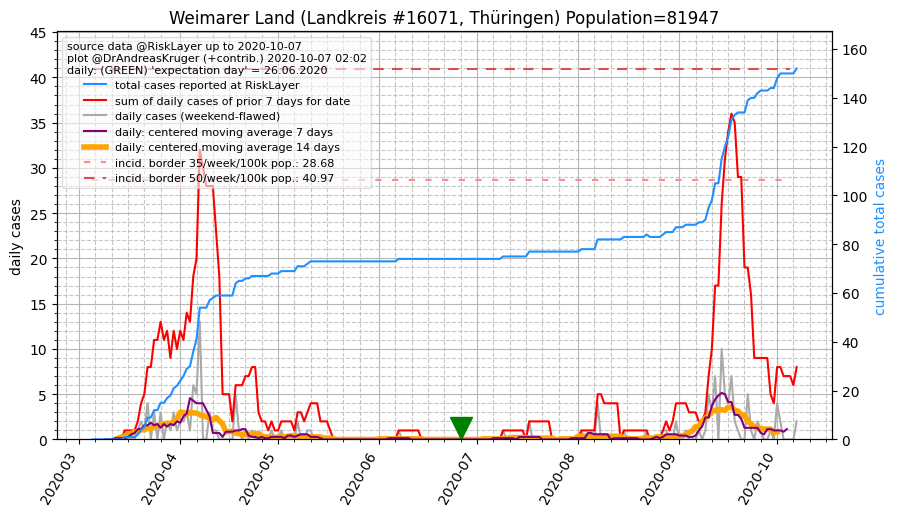 Weimarer Land (Landkreis #16071, Thüringen) Population=81947
source data @RiskLayer up to 2020-10-07
plot @DrAndreasKruger (+contrib.) 2020-10-07 02:02
daily: (GREEN) 'expectation day' = 26.06.2020
total cases reported at RiskLayer
sum of daily cases of prior 7 days for date
daily cases (weekend-flawed)
daily: centered moving average 7 days
daily: centered moving average 14 days
incid. border 35/week/100k pop.: 28.68
incid. border 50/week/100k pop.: 40.97
daily cases
45
40
35
30
25
20
15
10
5
0
cumulative total cases
160
140
120
100
80
60
40
20
0
2020-03
2020-04
2020-05
2020-06
2020-07
2020-08
2020-09
2020-10